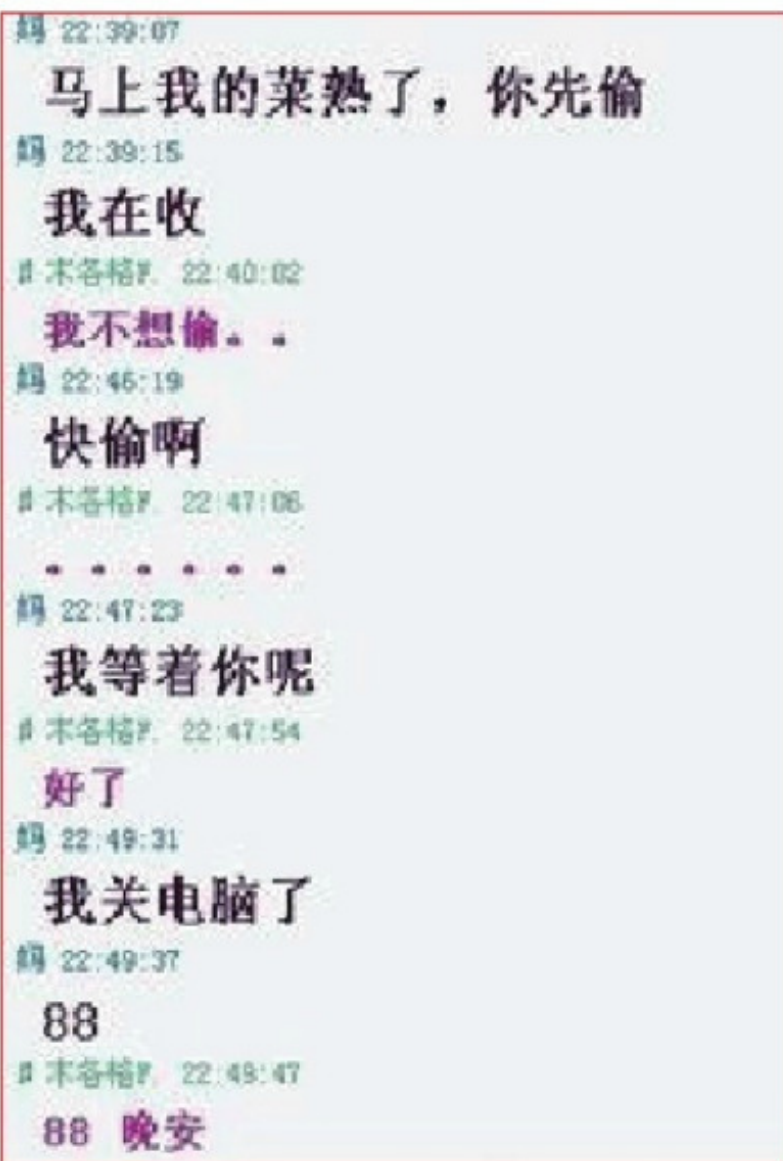 妈 22:39:07
马上我的菜熟了，你先偷
妈 22:39:15
我在收
22:40:02
我不想偷。。
妈 22:46:19
快偷啊
22:47:06
。。。。。。
妈 22:47:23
我等着你呢
22:47:54
好了
妈 22:49:31
我关电脑了
妈 22:49:37
88
22:49:47
88 晚安